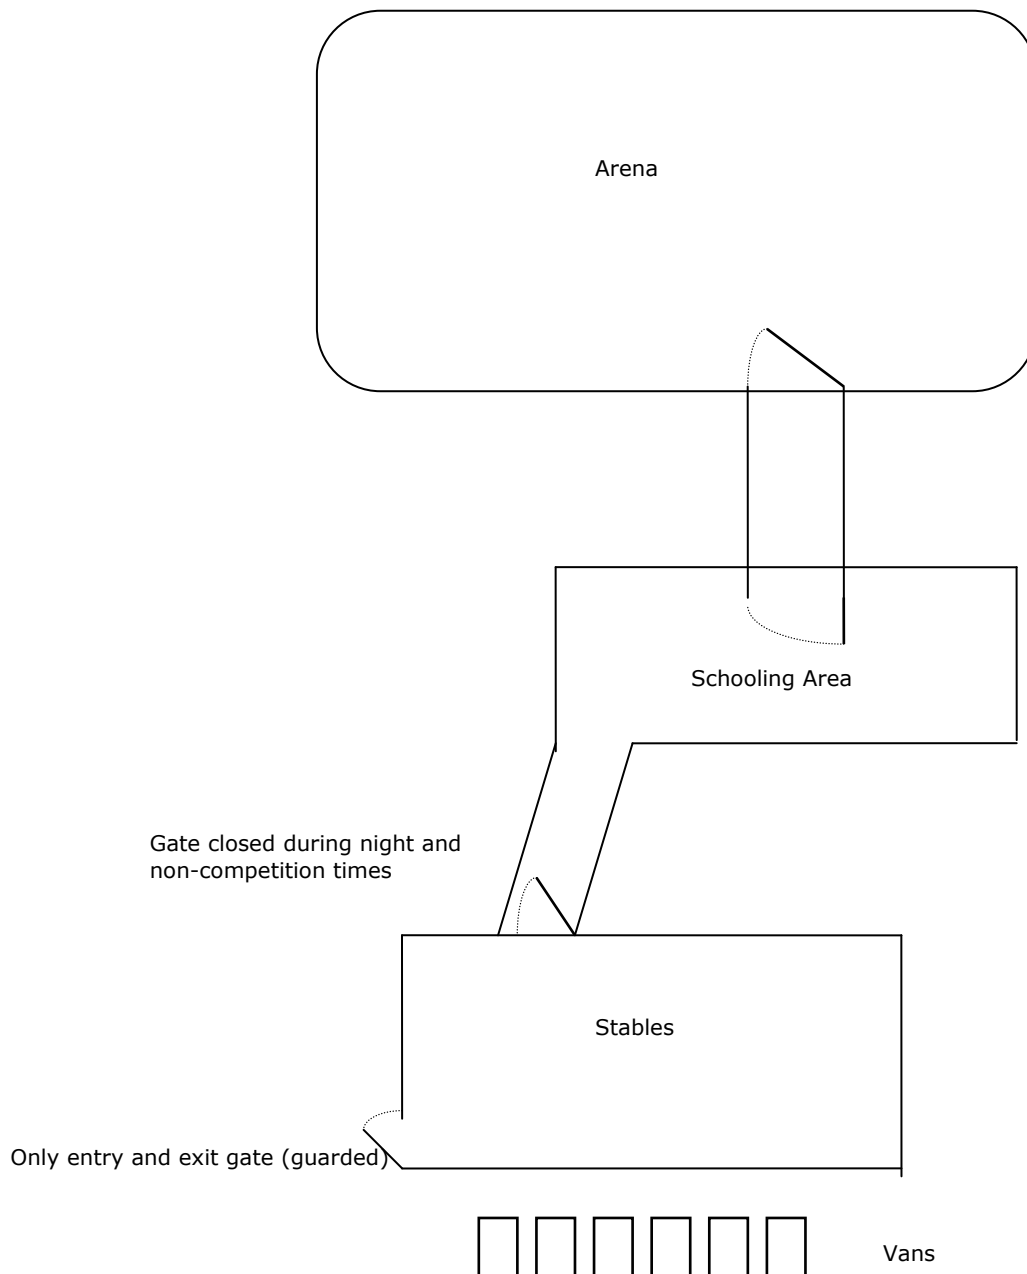 Arena
Schooling Area
Gate closed during night and
non-competition times
Stables
Only entry and exit gate (guarded)
Vans